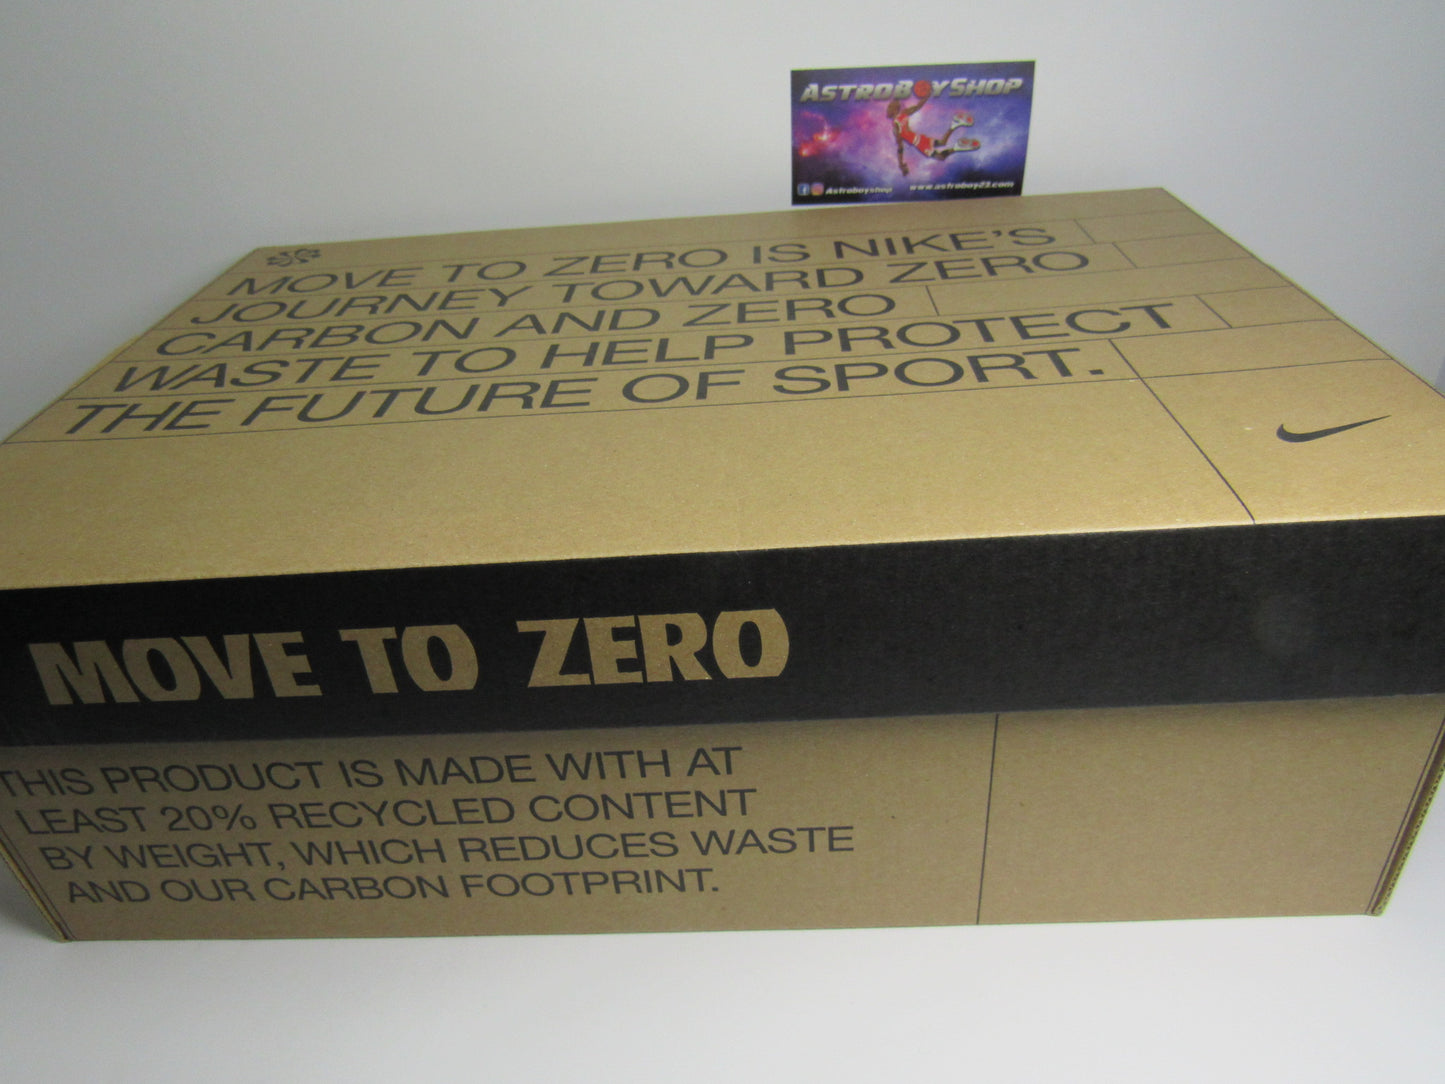 ASTROBOYSHOP
Astroboyshop www.astroboy23.com
MOVE TO ZERO IS NIKE'S
JOURNEY TOWARD ZERO
CARBON AND ZERO
WASTE TO HELP PROTECT
THE FUTURE OF SPORT.
MOVE TO ZERO
THIS PRODUCT IS MADE WITH AT
LEAST 20% RECYCLED CONTENT
BY WEIGHT, WHICH REDUCES WASTE
AND OUR CARBON FOOTPRINT.